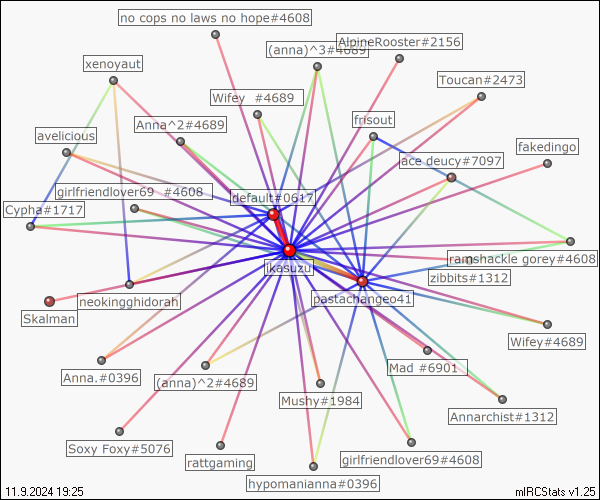 no cops no laws no hope#4608
(anna)^3#4689
AlpineRooster#2156
xenoyaut
Toucan#2473
Wifey #4689
Anna^2#4689
frisout
avelicious
ace deucy#7097
fakedingo
girlfriendlover69 #4608
default#0617
Cypha#1717
ramshackle gorey#4608
ikasuzu
zibbits#1312
neokingghidorah
pastachangeo41
Skalman
Wifey#4689
Mad #6901
Anna.#0396
(anna)^2#4689
Mushy#1984
Annarchist#1312
Soxy Foxy#5076
rattgaming
girlfriendlover69#4608
hypomanianna#0396
11.9.2024 19:25
mIRCStats v1.25